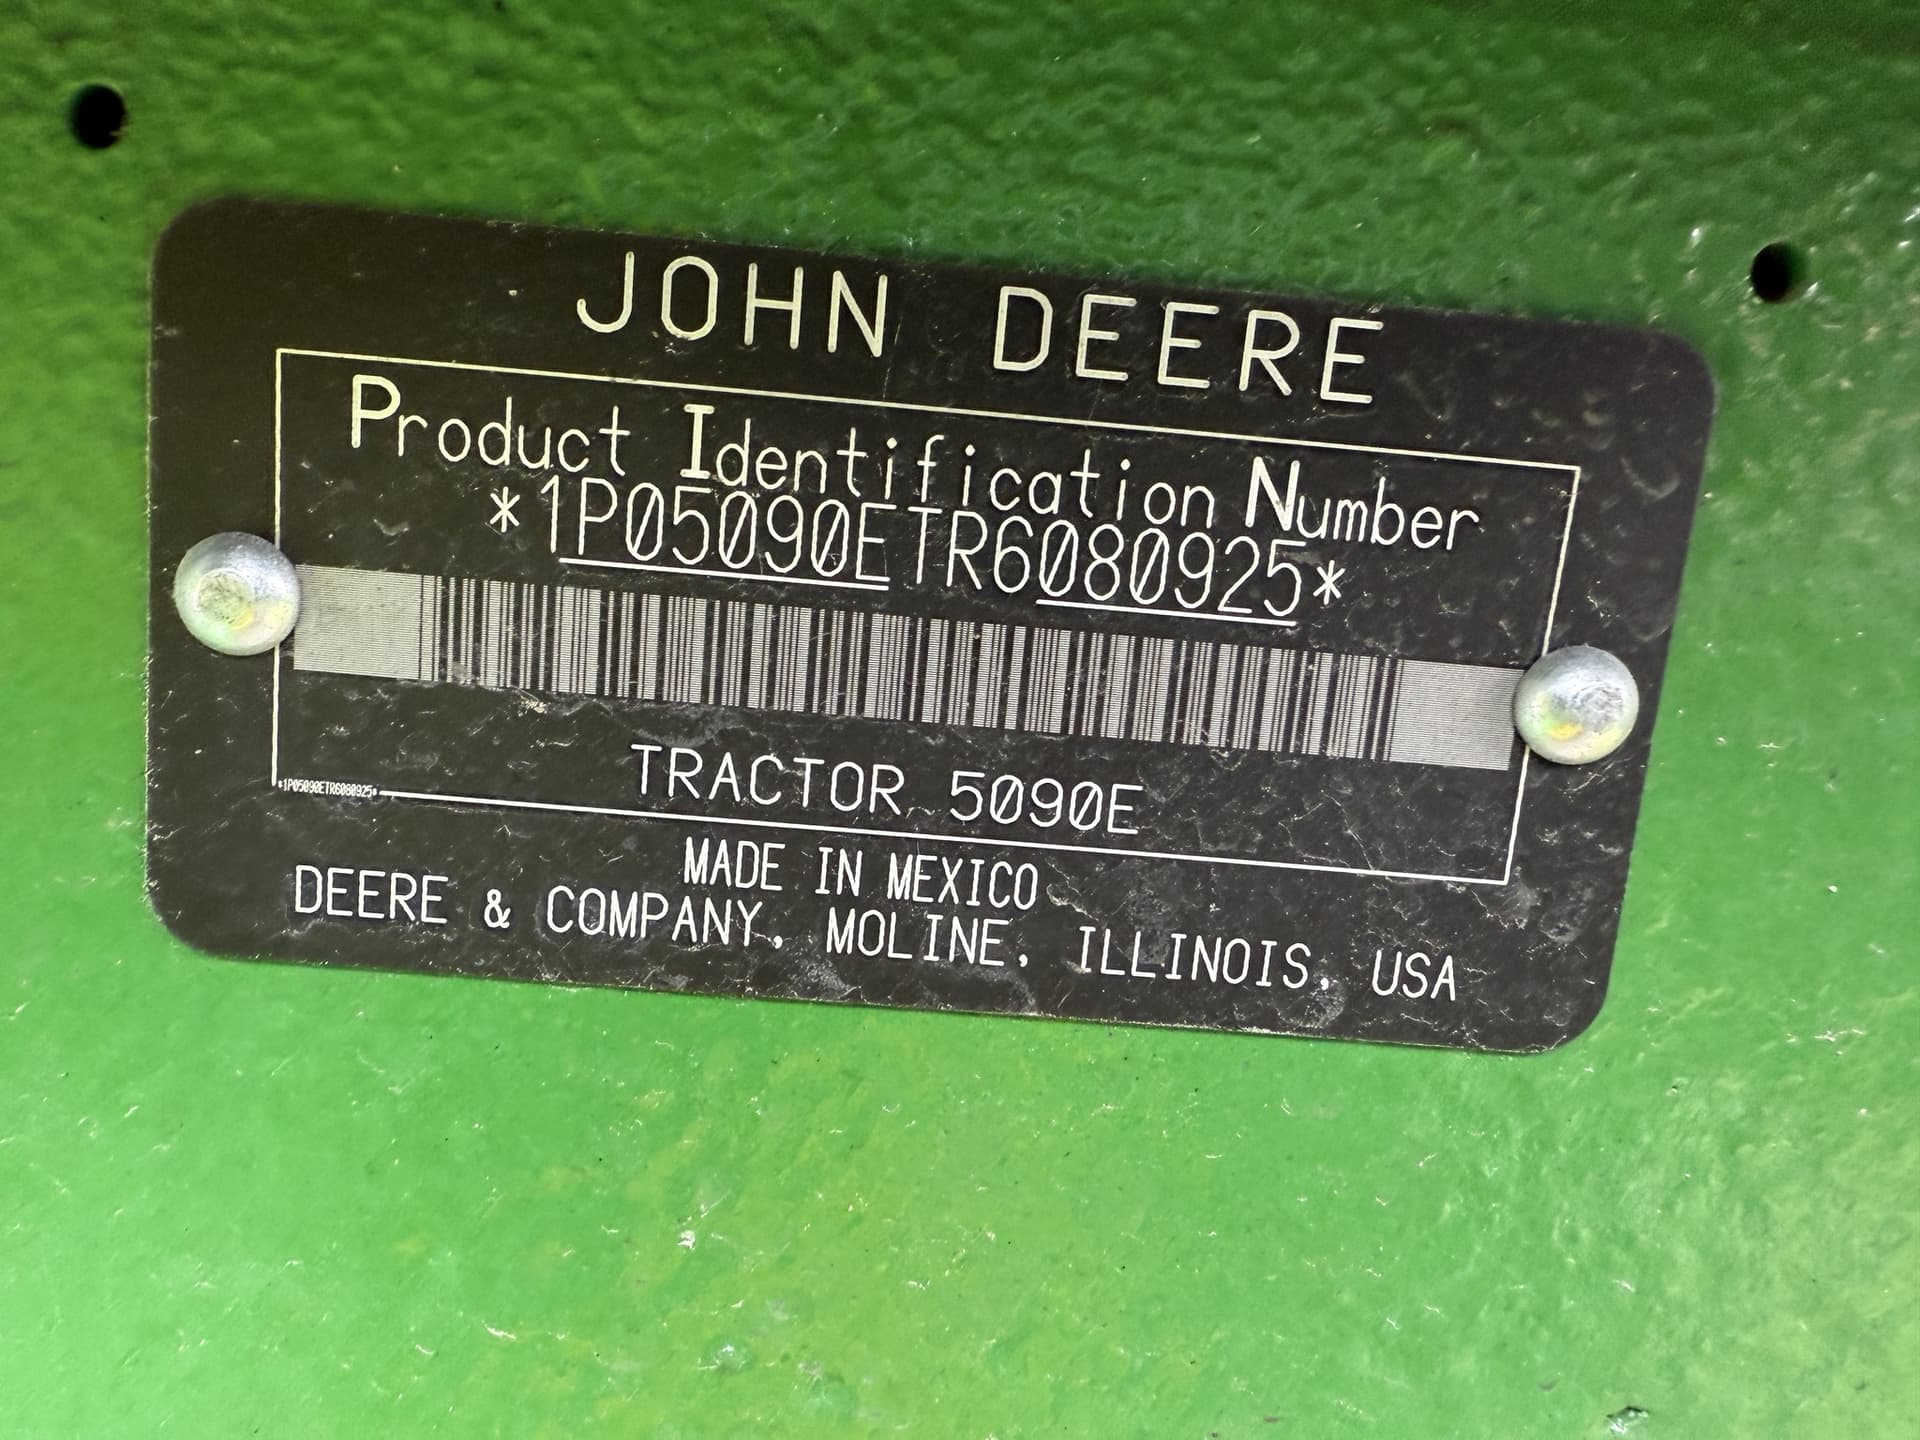 JOHN DEERE
Product Identification Number
*1P05090ETR6080925*
TRACTOR 5090E
*1P05090ETR6080925*
MADE IN MEXICO
DEERE & COMPANY, MOLINE, ILLINOIS, USA